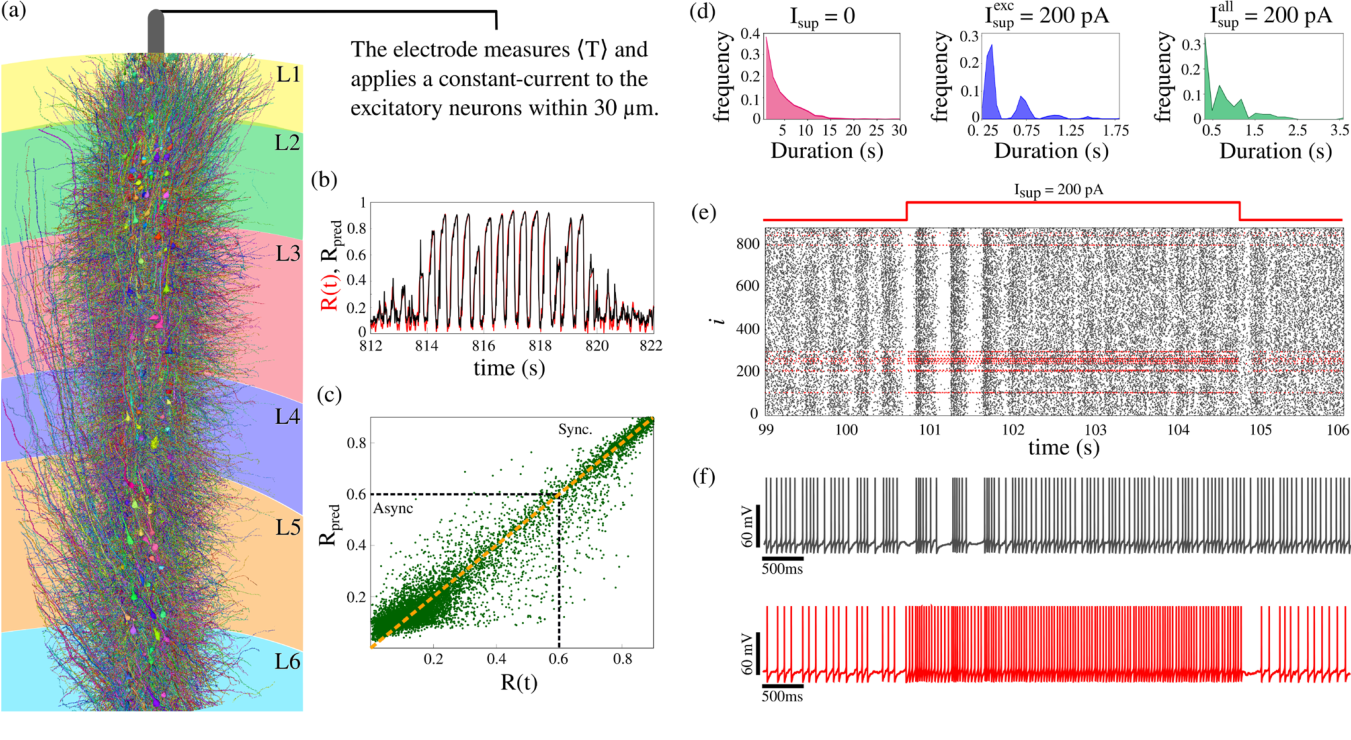 (a)
The electrode measures ⟨T⟩ and
applies a constant-current to the
excitatory neurons within 30 µm.
L1
L2
L3
L4
L5
L6
(b)
R(t), R_pred
1
0.8
0.6
0.4
0.2
0
812 814 816 817 818 820 822
time (s)
(c)
R_pred
0.8
0.6
0.4
0.2
Sync.
Async
0.2 0.4 0.6 0.8
R(t)
(d)
I_sup = 0
frequency
0.4
0.3
0.2
0.1
0
5 10 15 20 25 30
Duration (s)
I_sup^exc = 200 pA
frequency
0.3
0.2
0.1
0
0.25 0.75 1.25 1.75
Duration (s)
I_sup^all = 200 pA
frequency
0.3
0.2
0.1
0
0.5 1.5 2.5 3.5
Duration (s)
(e)
I_sup = 200 pA
i
800
600
400
200
0
99 100 101 102 103 104 105 106
time (s)
(f)
60 mV
500ms
60 mV
500ms